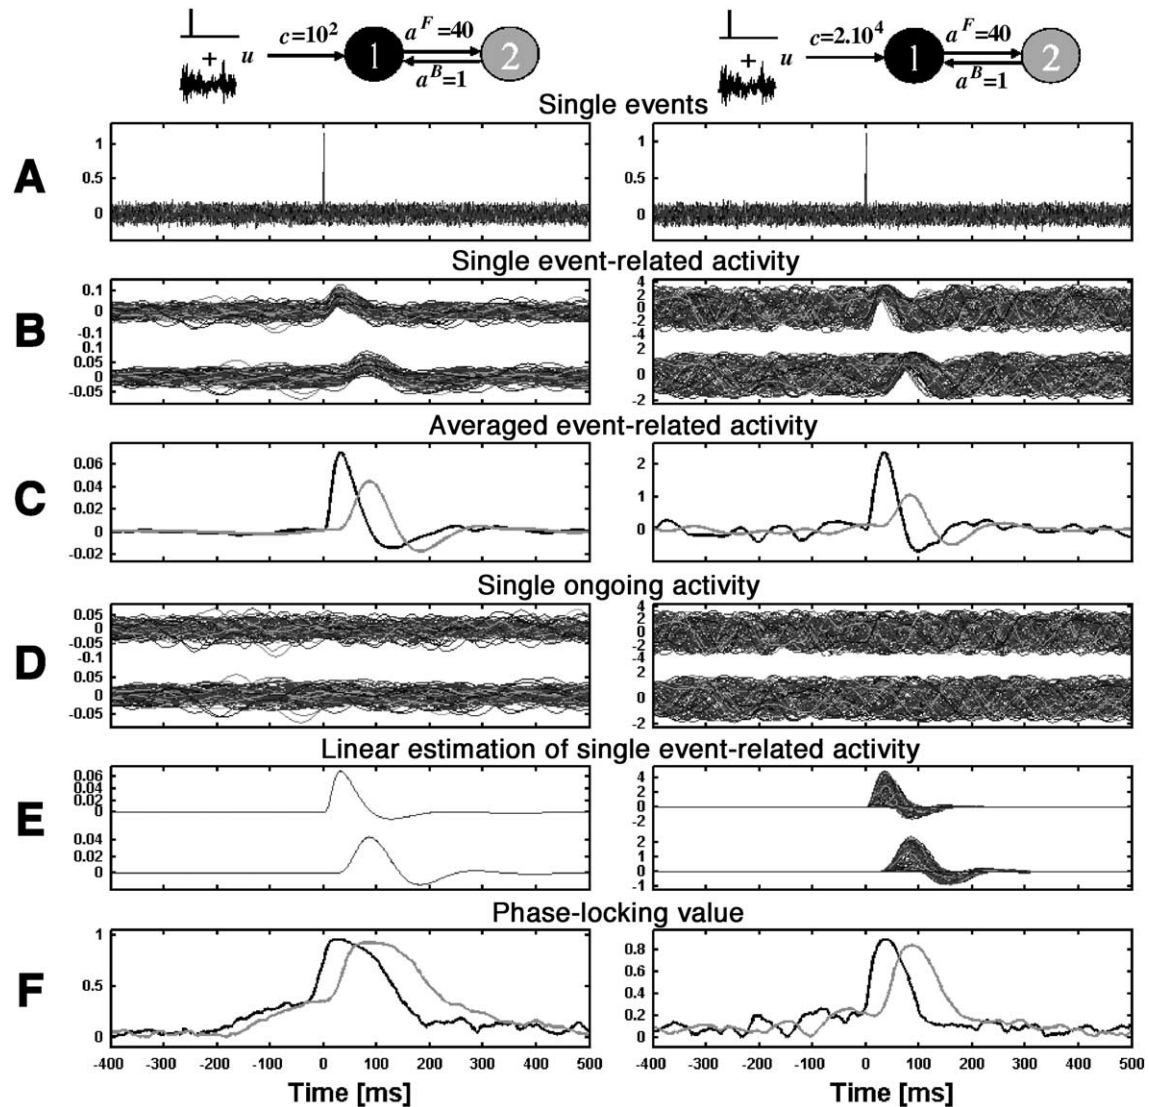 c=10² a^F=40 c=2.10⁴ a^F=40
+ u 1 2 + u 1 2
a^B=1 a^B=1
Single events
A
1 1
0.5 0.5
0 0
Single event-related activity
B
0.1 4
0 2
-0.1 0
0.1 -2
0.05 -4
0 2
-0.05 0
-2
Averaged event-related activity
C
0.06 2
0.04 1
0.02 0
0
-0.02
Single ongoing activity
D
0.05 4
0 2
-0.05 0
-0.1 -2
0.05 -4
0 2
-0.05 0
-2
Linear estimation of single event-related activity
E
0.06 4
0.04 2
0.02 0
0 -2
0.04 2
0.02 1
0 0
-1
Phase-locking value
F
1 0.8
0.5 0.6
0 0.4
0.2
0
-400 -300 -200 -100 0 100 200 300 400 500 -400 -300 -200 -100 0 100 200 300 400 500
Time [ms] Time [ms]